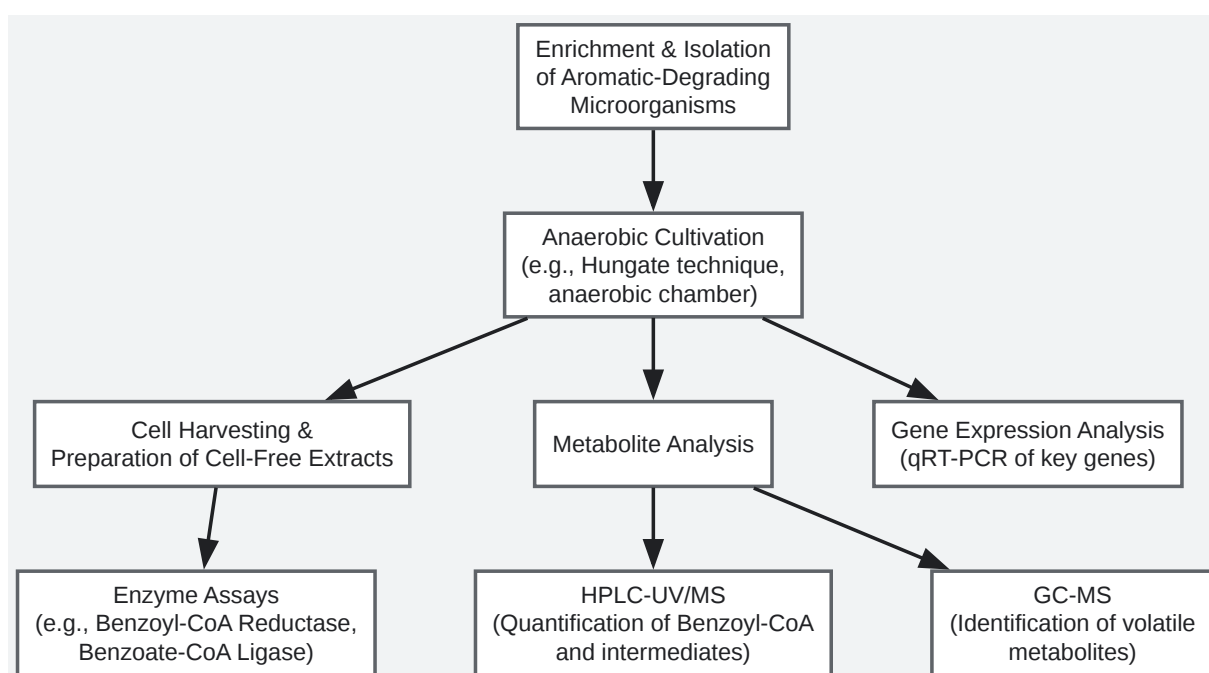 Enrichment & Isolation
of Aromatic-Degrading
Microorganisms
Anaerobic Cultivation
(e.g., Hungate technique,
anaerobic chamber)
Cell Harvesting &
Preparation of Cell-Free Extracts
Metabolite Analysis
Gene Expression Analysis
(qRT-PCR of key genes)
Enzyme Assays
(e.g., Benzoyl-CoA Reductase,
Benzoate-CoA Ligase)
HPLC-UV/MS
(Quantification of Benzoyl-CoA
and intermediates)
GC-MS
(Identification of volatile
metabolites)